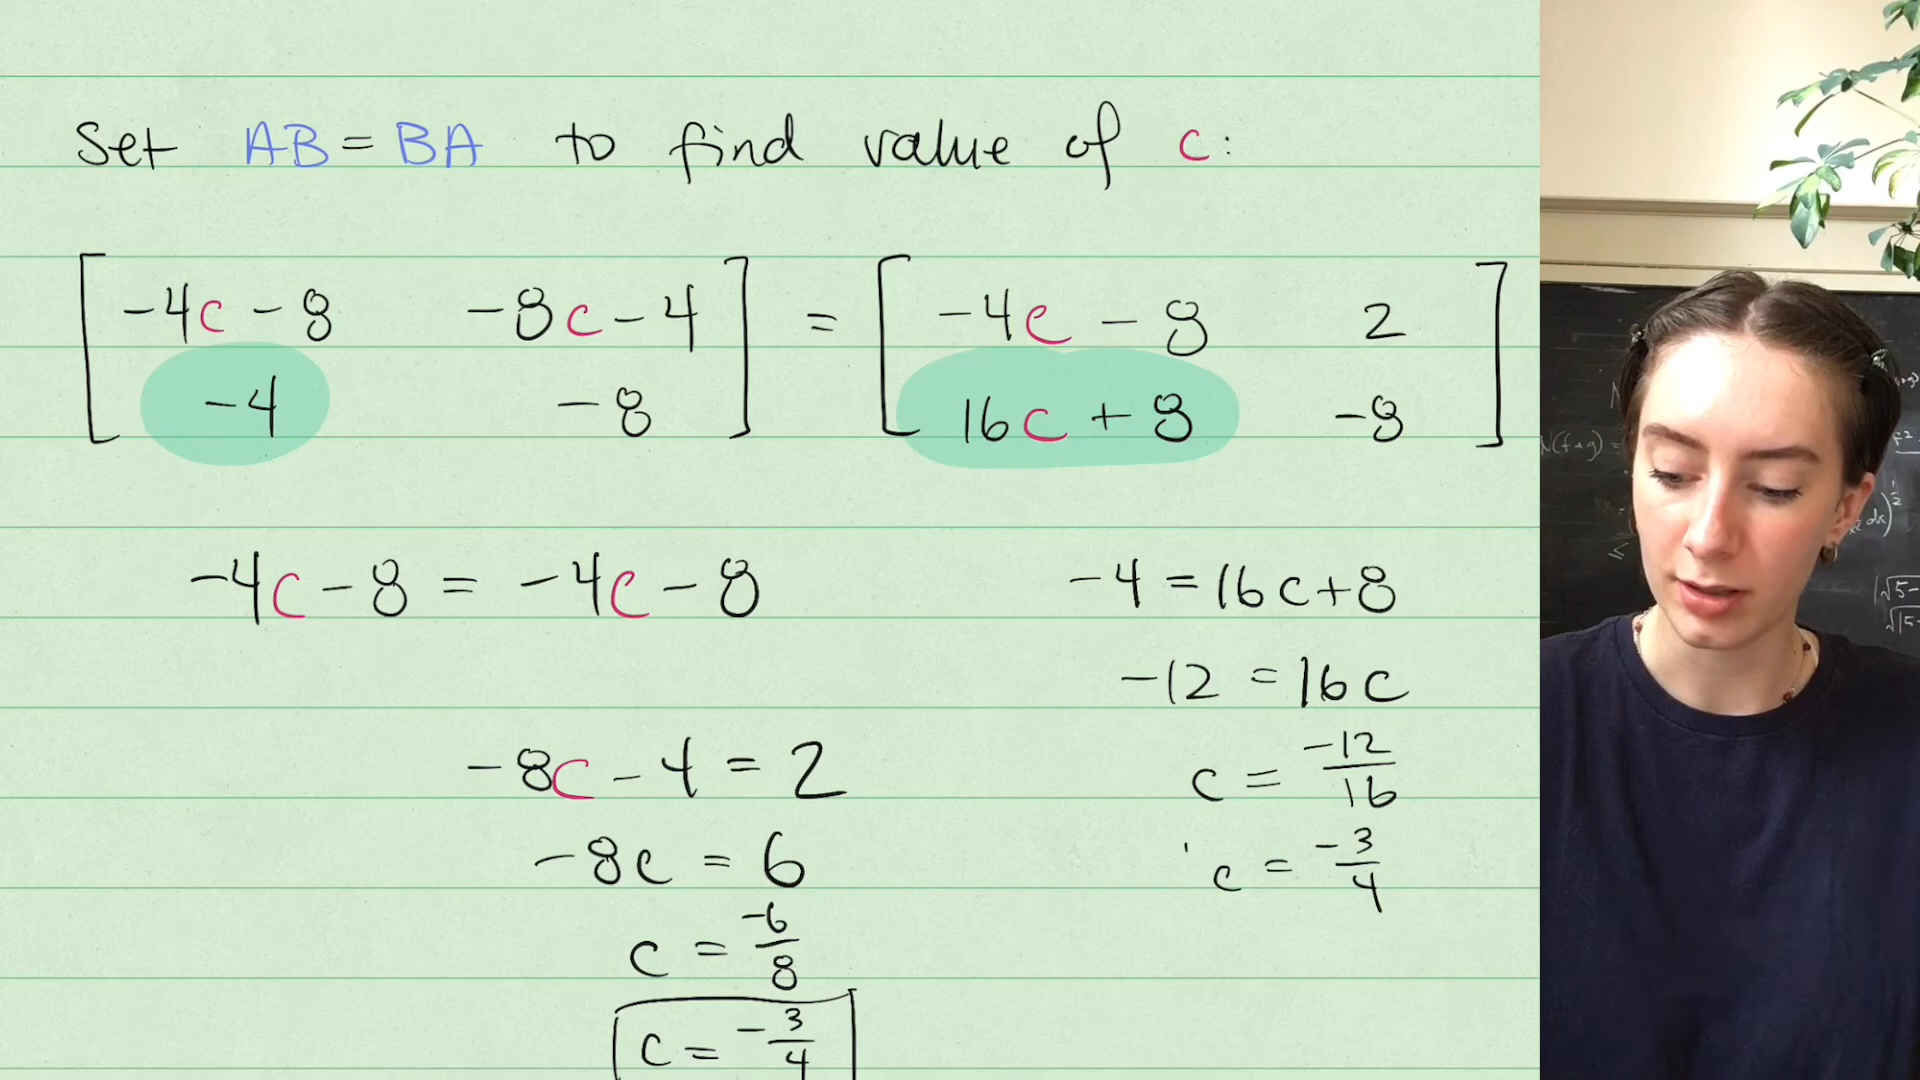 Set AB = BA to find value of c:
[ -4c - 8 -8c - 4 ] = [ -4c - 8 2 ]
[ -4 -8 ] [ 16c + 8 -8 ]
-4c - 8 = -4c - 8
-4 = 16c + 8
-12 = 16c
c = -12/16
c = -3/4
-8c - 4 = 2
-8c = 6
c = -6/8
c = -3/4
N(f+g) =